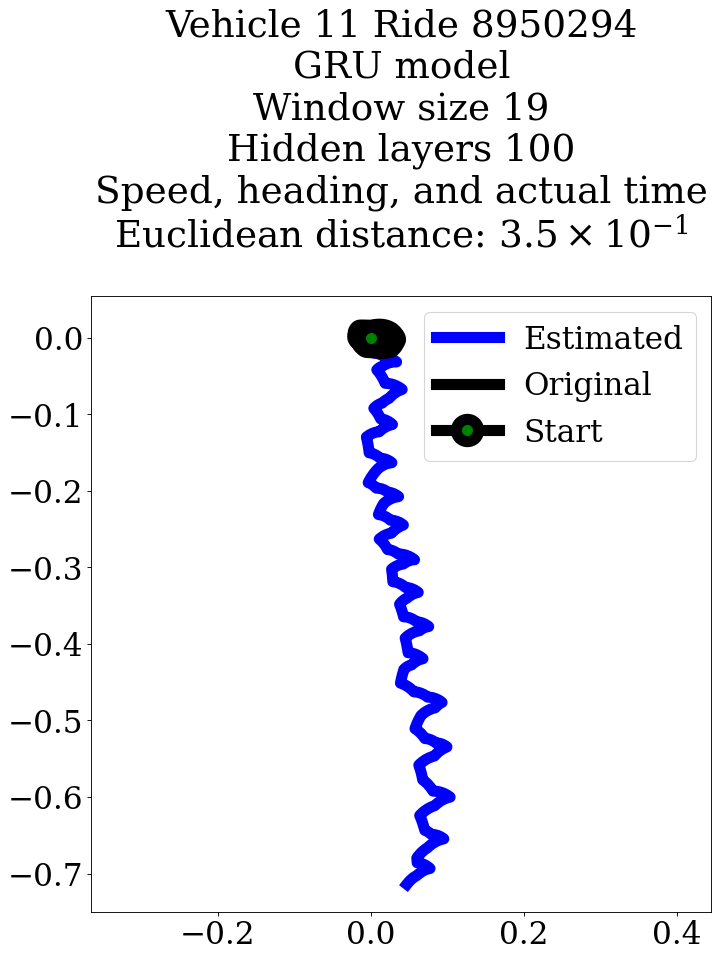 Vehicle 11 Ride 8950294
GRU model
Window size 19
Hidden layers 100
Speed, heading, and actual time
Euclidean distance: 3.5 × 10⁻¹
Estimated
Original
Start
0.0
−0.1
−0.2
−0.3
−0.4
−0.5
−0.6
−0.7
−0.2 0.0 0.2 0.4